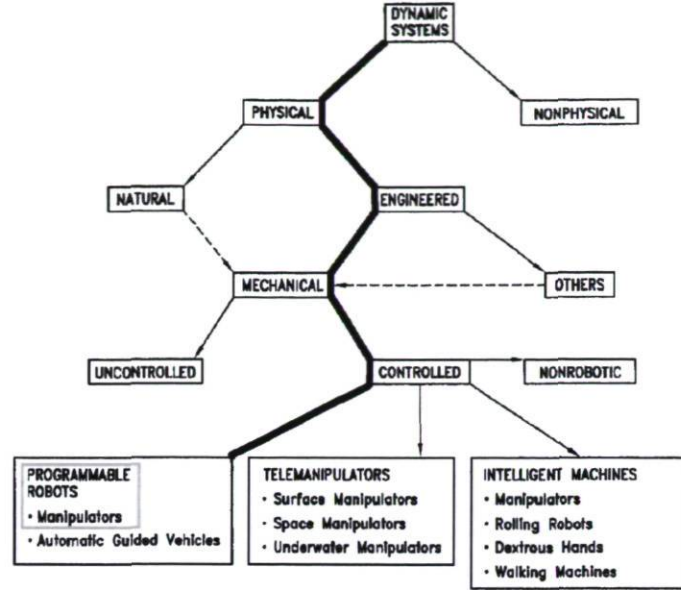 DYNAMIC
SYSTEMS
PHYSICAL
NONPHYSICAL
NATURAL
ENGINEERED
MECHANICAL
OTHERS
UNCONTROLLED
CONTROLLED
NONROBOTIC
PROGRAMMABLE
ROBOTS
• Manipulators
• Automatic Guided Vehicles
TELEMANIPULATORS
• Surface Manipulators
• Space Manipulators
• Underwater Manipulators
INTELLIGENT MACHINES
• Manipulators
• Rolling Robots
• Dextrous Hands
• Walking Machines